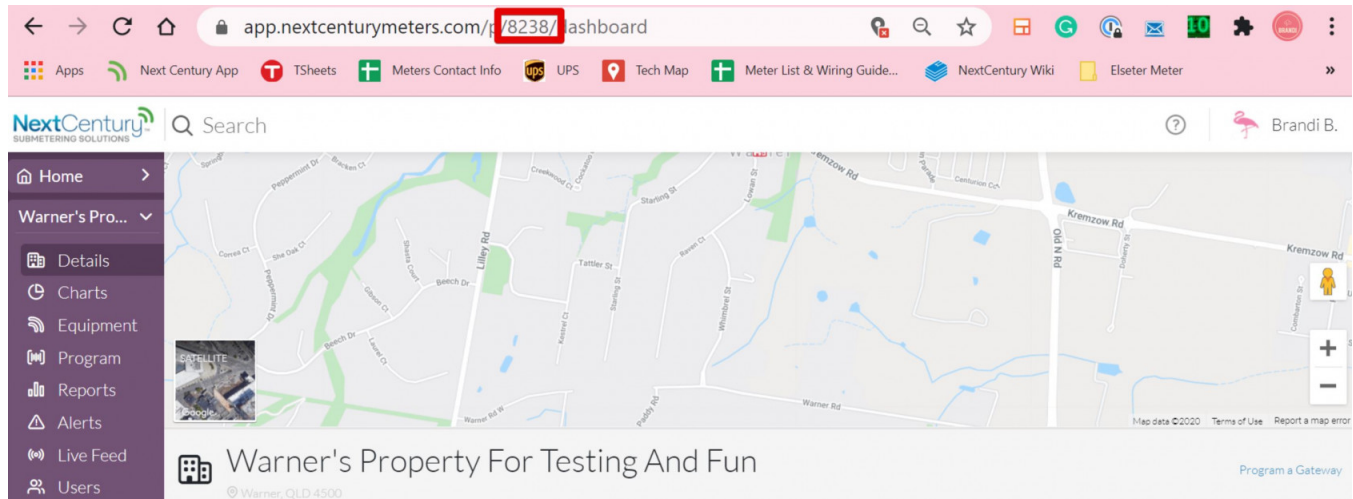 app.nextcenturymeters.com/p/8238/dashboard
Apps Next Century App TSheets Meters Contact Info UPS Tech Map Meter List & Wiring Guide... NextCentury Wiki Elseter Meter »
NextCentury
SUBMETERING SOLUTIONS
Search
Brandi B.
Home
Warner's Pro...
Details
Charts
Equipment
Program
Reports
Alerts
Live Feed
Users
Peppermint Dr
Bracken Ct
Creekwood Ct
Starling St
Lowan St
Kremzow Rd
Centurion Cct
Kremzow Rd
Old N Rd
Doherty St
Kremzow Rd
Correa Ct
She Oak Ct
Shasta Court
Lilley Rd
Tattler St
Raven Ct
Peppermint Dr
Gibson Ct
Beech Dr
Starling St
Whimbrel St
Beech Dr
Laurel Ct
Kestrel Ct
SATELLITE
Google
Warner Rd W
Paddy Rd
Warner Rd
Map data ©2020 Terms of Use Report a map error
Warner's Property For Testing And Fun
Warner, QLD 4500
Program a Gateway